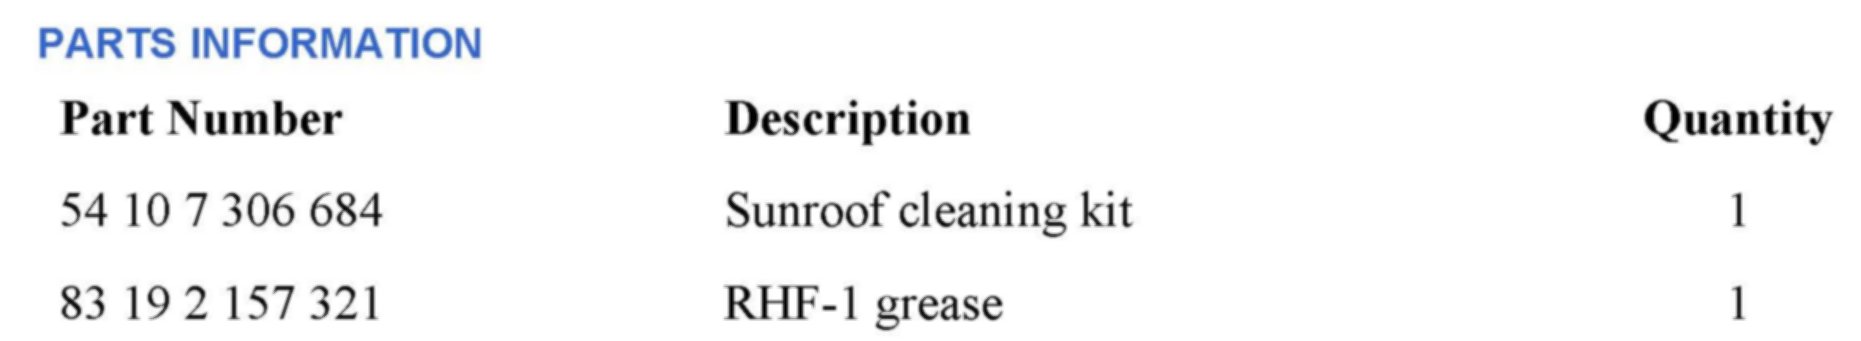 PARTS INFORMATION
Part Number Description Quantity
54 10 7 306 684 Sunroof cleaning kit 1
83 19 2 157 321 RHF-1 grease 1